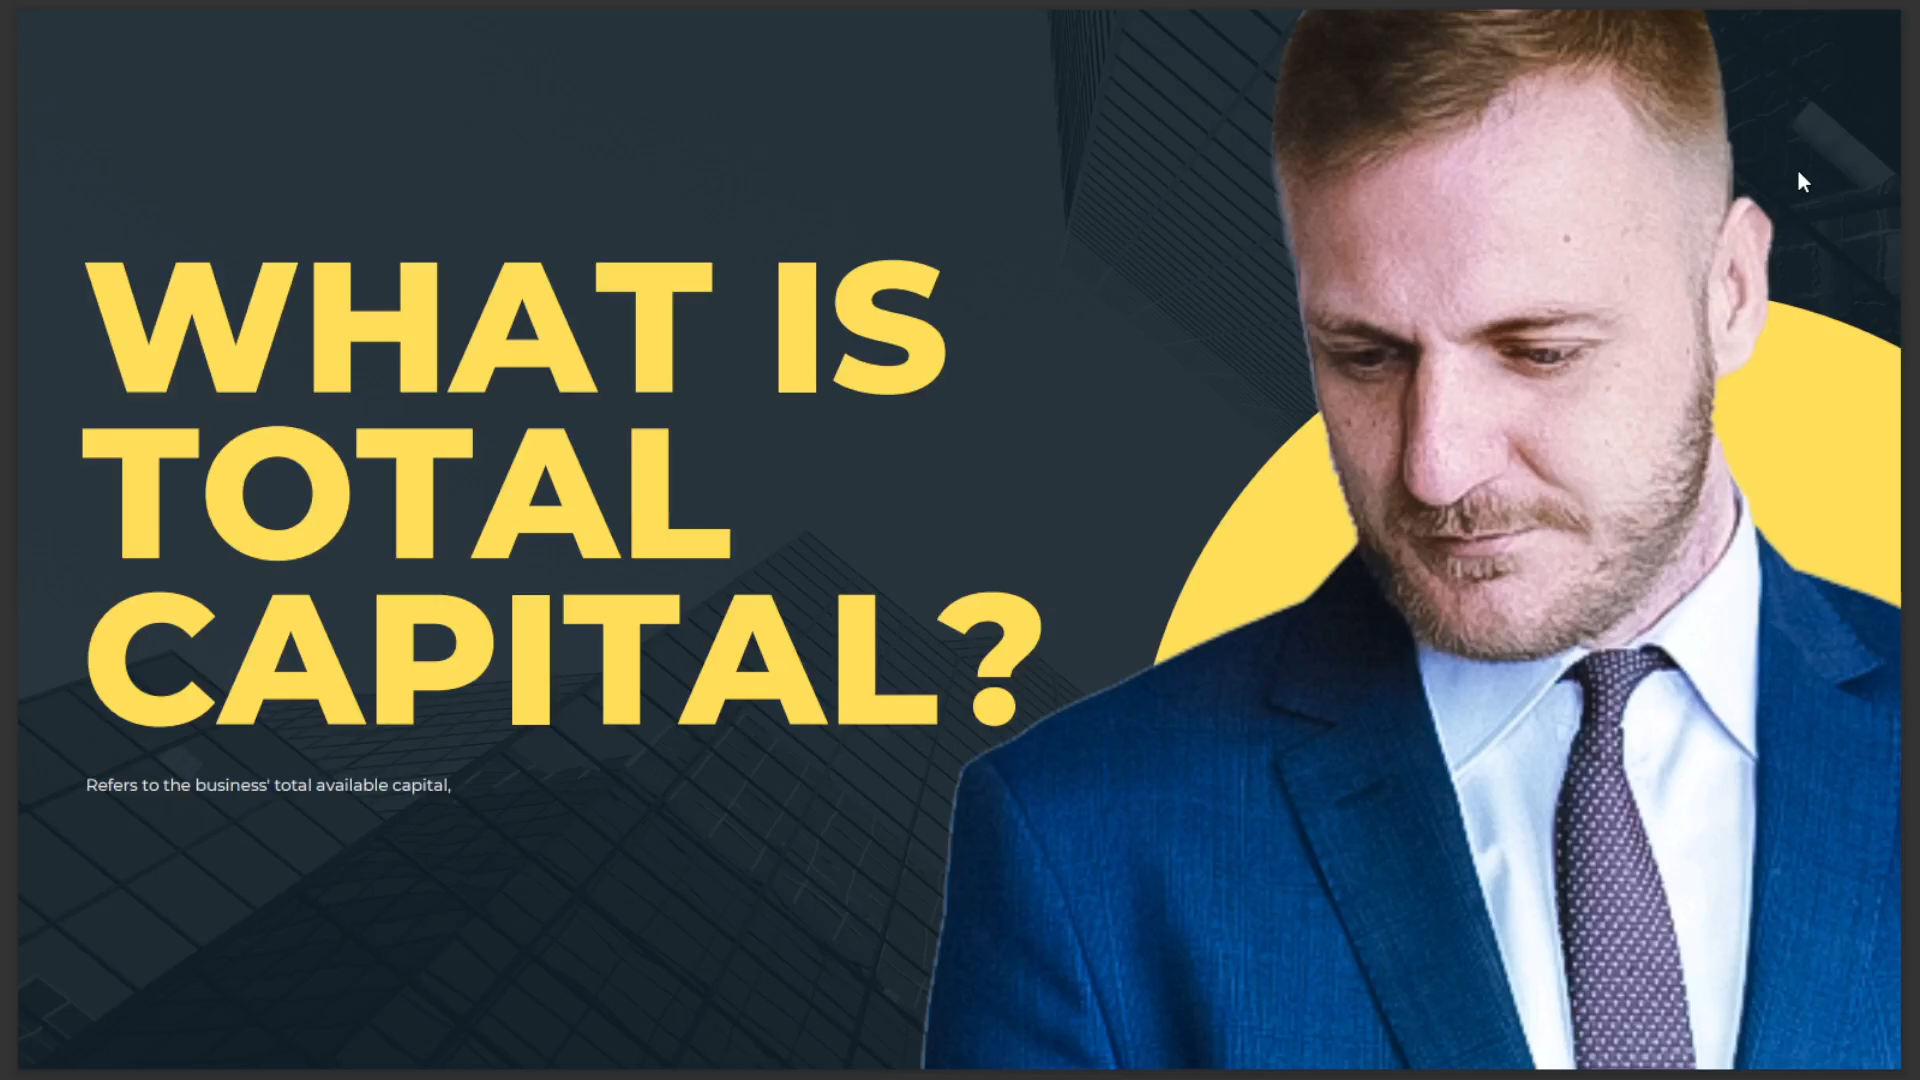 WHAT IS
TOTAL
CAPITAL?
Refers to the business' total available capital,